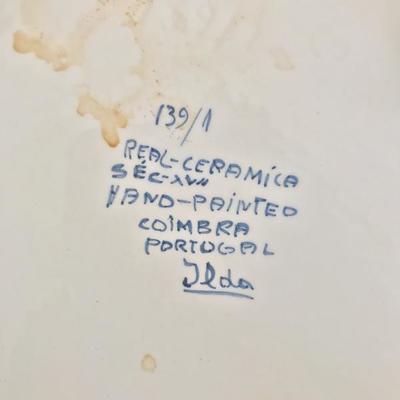 139/1
REAL-CERAMICA
SÉC-XVII
HAND-PAINTED
COIMBRA
PORTUGAL
Ilda